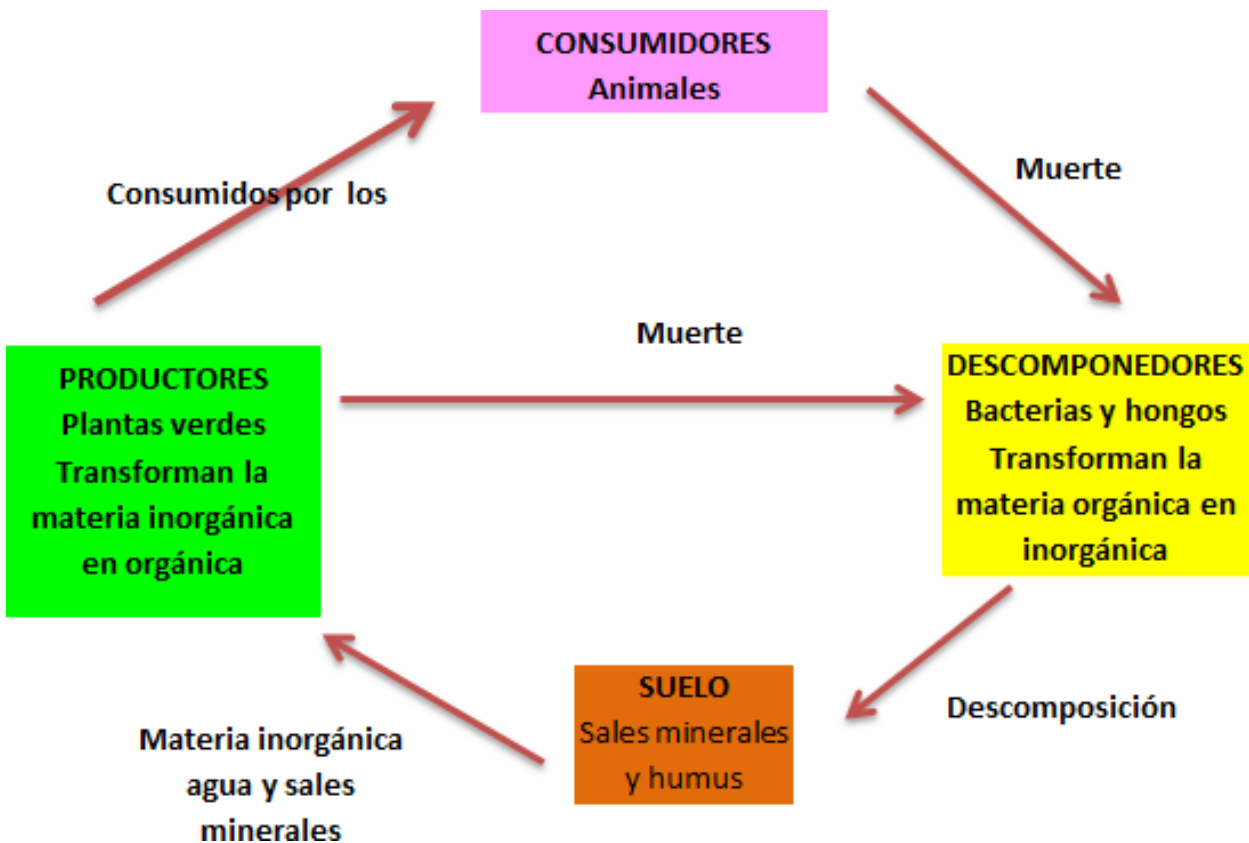 CONSUMIDORES
Animales
Consumidos por los
Muerte
Muerte
PRODUCTORES
Plantas verdes
Transforman la
materia inorgánica
en orgánica
DESCOMPONEDORES
Bacterias y hongos
Transforman la
materia orgánica en
inorgánica
SUELO
Sales minerales
y humus
Descomposición
Materia inorgánica
agua y sales
minerales